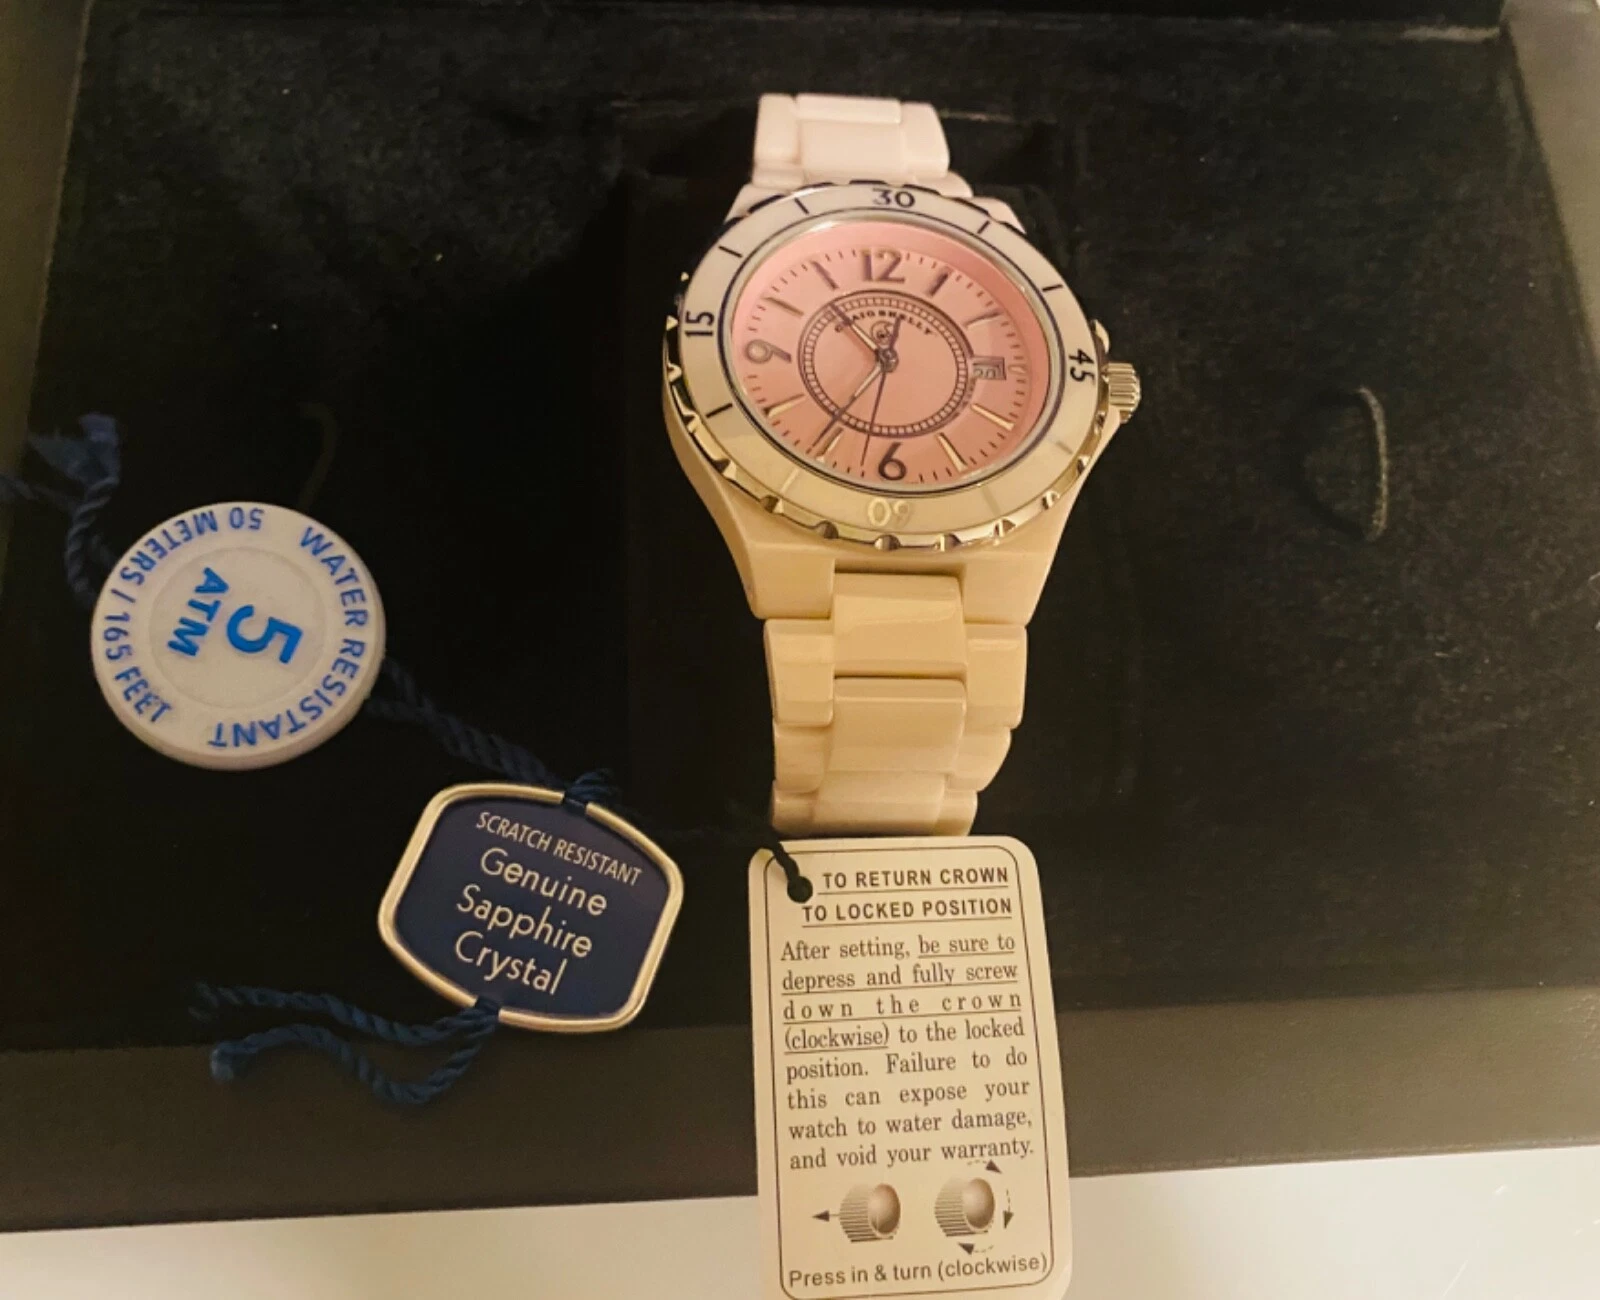 30
15
45
60
12
9
6
CRAIG SHELLY
20
WATER RESISTANT
50 METERS / 165 FEET
5
ATM
SCRATCH RESISTANT
Genuine
Sapphire
Crystal
TO RETURN CROWN
TO LOCKED POSITION
After setting, be sure to
depress and fully screw
down the crown
(clockwise) to the locked
position. Failure to do
this can expose your
watch to water damage,
and void your warranty.
Press in & turn (clockwise)